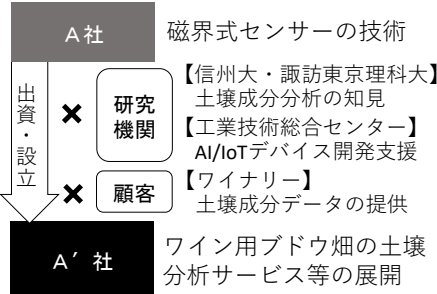 A社
磁界式センサーの技術
出資・設立
×
研究
機関
【信州大・諏訪東京理科大】
土壌成分分析の知見
【工業技術総合センター】
AI/IoTデバイス開発支援
×
顧客
【ワイナリー】
土壌成分データの提供
A′社
ワイン用ブドウ畑の土壌
分析サービス等の展開